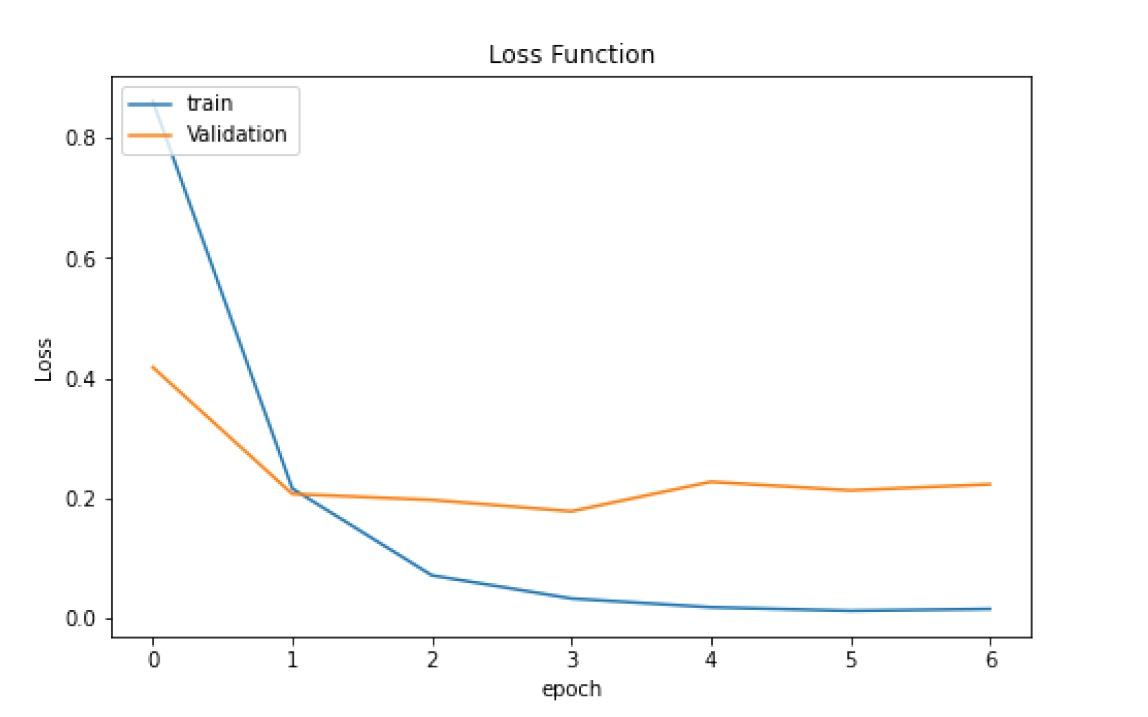 Loss Function
train
Validation
0.8
0.6
0.4
0.2
0.0
Loss
0 1 2 3 4 5 6
epoch